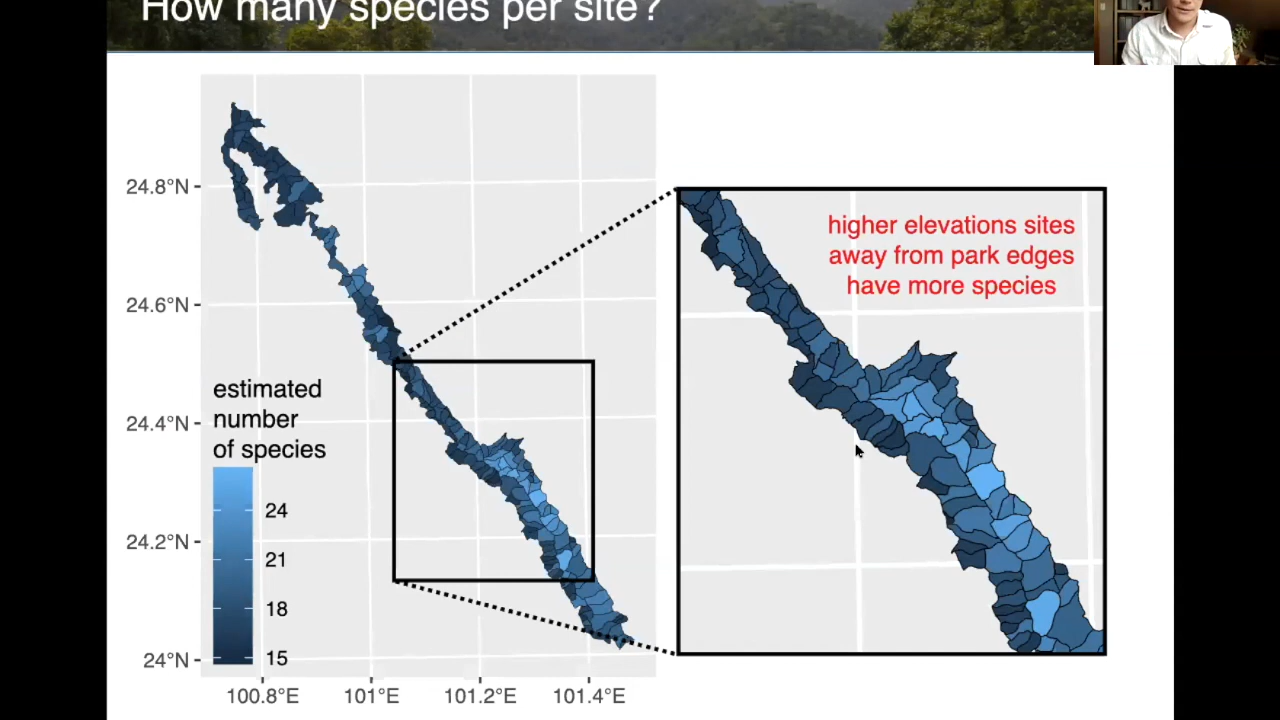 How many species per site?
24.8°N
24.6°N
24.4°N
24.2°N
24°N
100.8°E
101°E
101.2°E
101.4°E
estimated
number
of species
24
21
18
15
higher elevations sites
away from park edges
have more species